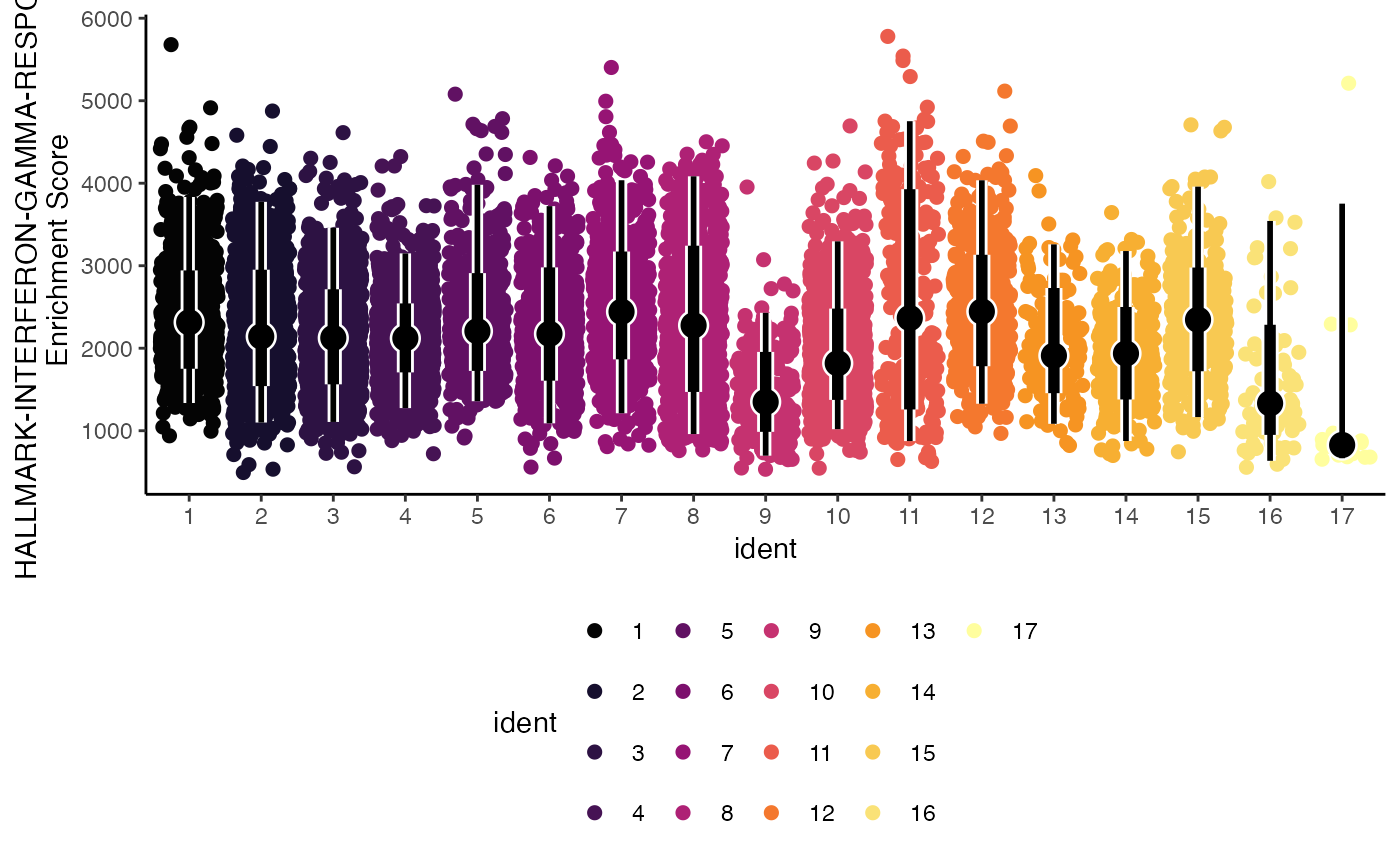 HALLMARK-INTERFERON-GAMMA-RESPO
Enrichment Score
6000
5000
4000
3000
2000
1000
1 2 3 4 5 6 7 8 9 10 11 12 13 14 15 16 17
ident
ident
1 5 9 13 17
2 6 10 14
3 7 11 15
4 8 12 16